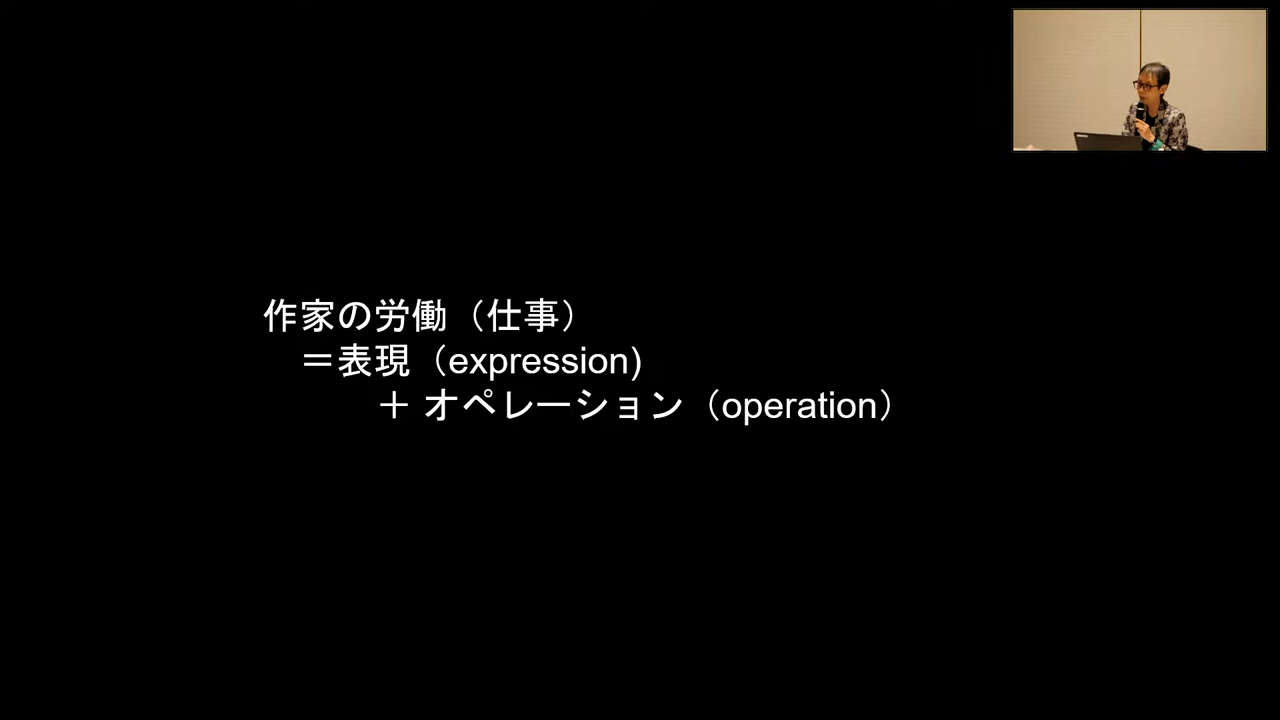 作家の労働（仕事）
＝表現（expression)
＋ オペレーション（operation）